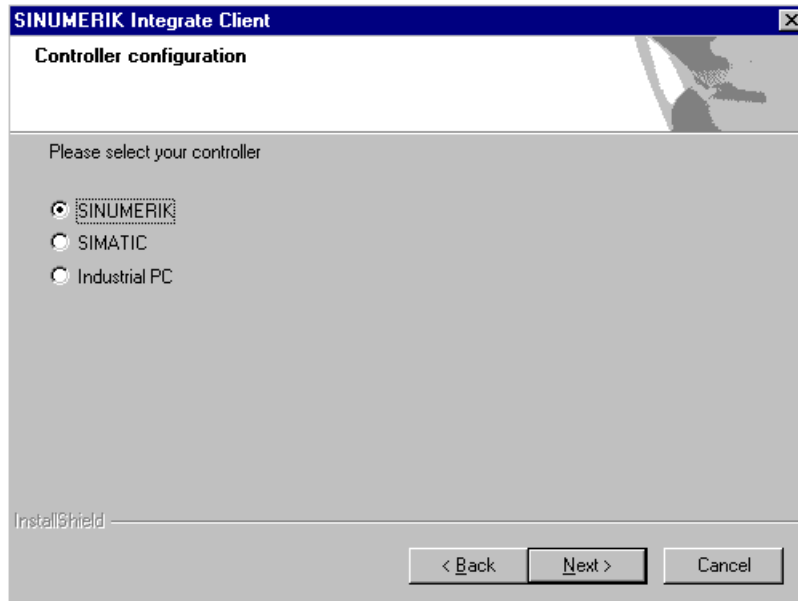 SINUMERIK Integrate Client
Controller configuration
Please select your controller
SINUMERIK
SIMATIC
Industrial PC
InstallShield
< Back Next > Cancel